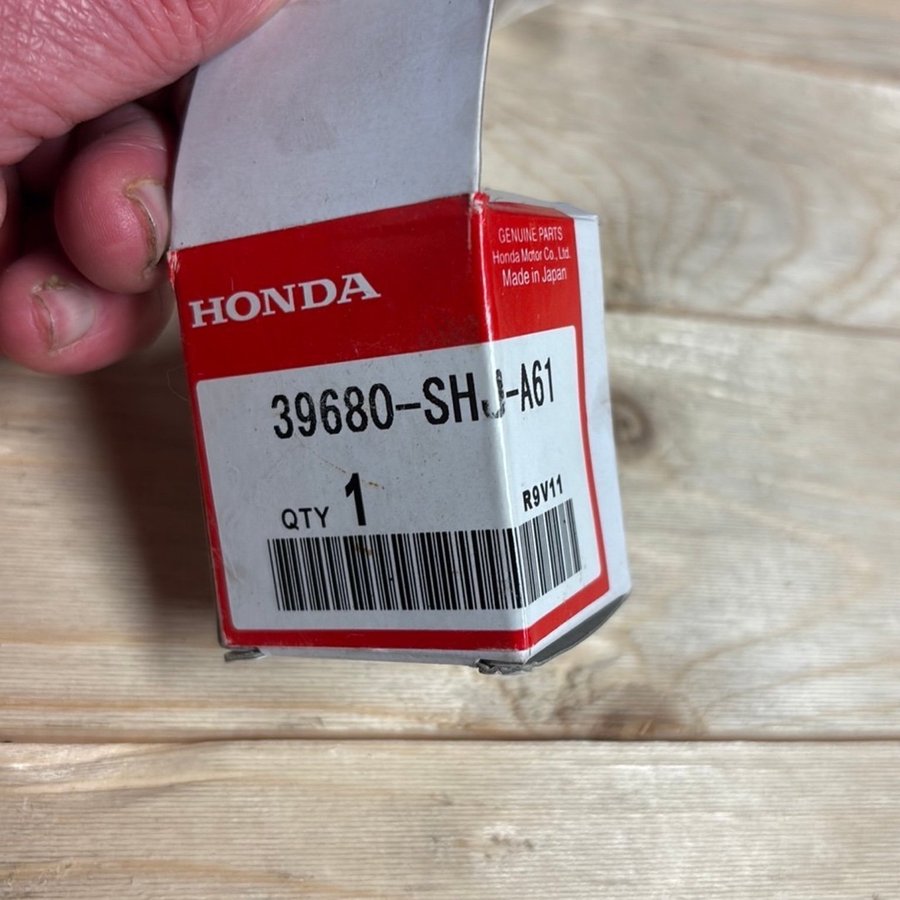 HONDA
GENUINE PARTS
Honda Motor Co., Ltd.
Made in Japan
39680-SHJ-A61
QTY 1
R9V11